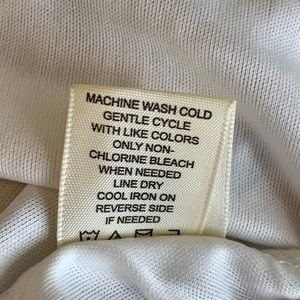 MACHINE WASH COLD
GENTLE CYCLE
WITH LIKE COLORS
ONLY NON-
CHLORINE BLEACH
WHEN NEEDED
LINE DRY
COOL IRON ON
REVERSE SIDE
IF NEEDED